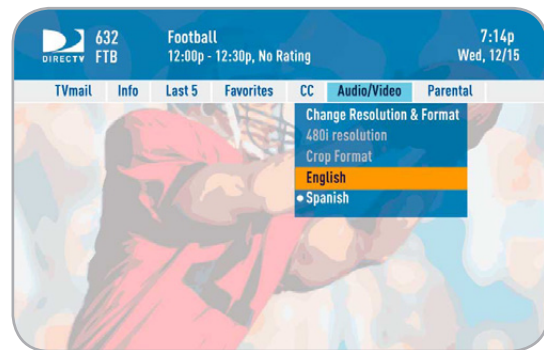 632 Football 7:14p
DIRECTV FTB 12:00p - 12:30p, No Rating Wed, 12/15
TVmail Info Last 5 Favorites CC Audio/Video Parental
Change Resolution & Format
480i resolution
Crop Format
English
Spanish